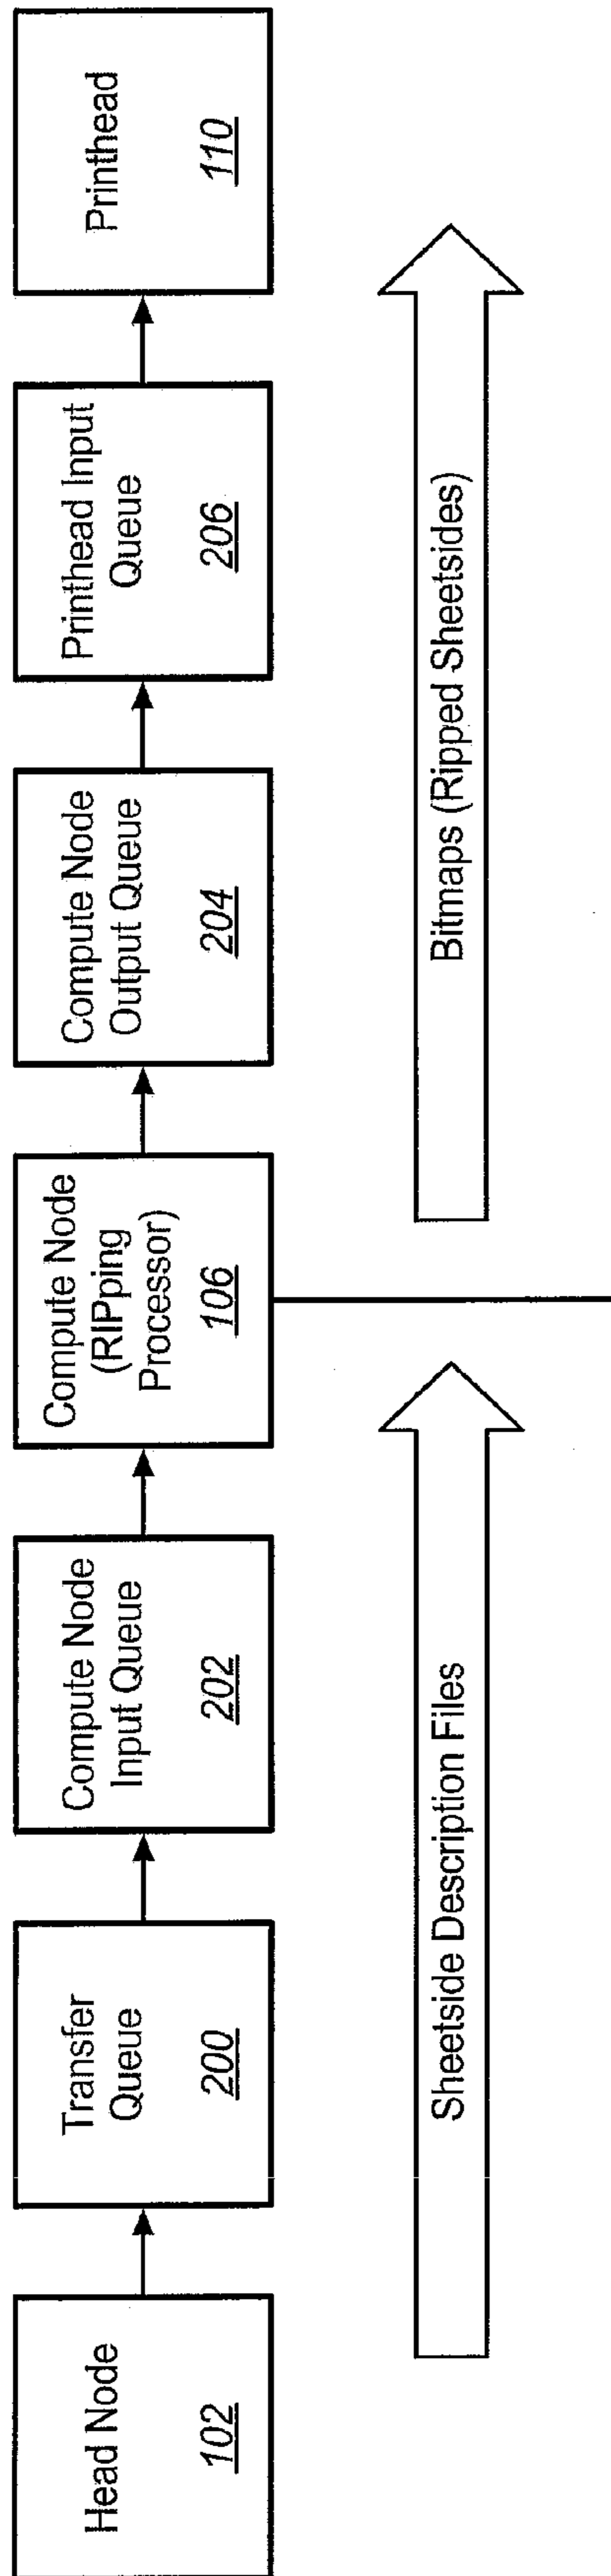 Head Node
102
Transfer
Queue
200
Compute Node
Input Queue
202
Compute Node
(RIPping
Processor)
106
Compute Node
Output Queue
204
Printhead Input
Queue
206
Printhead
110
Sheetside Description Files
Bitmaps (Ripped Sheetsides)